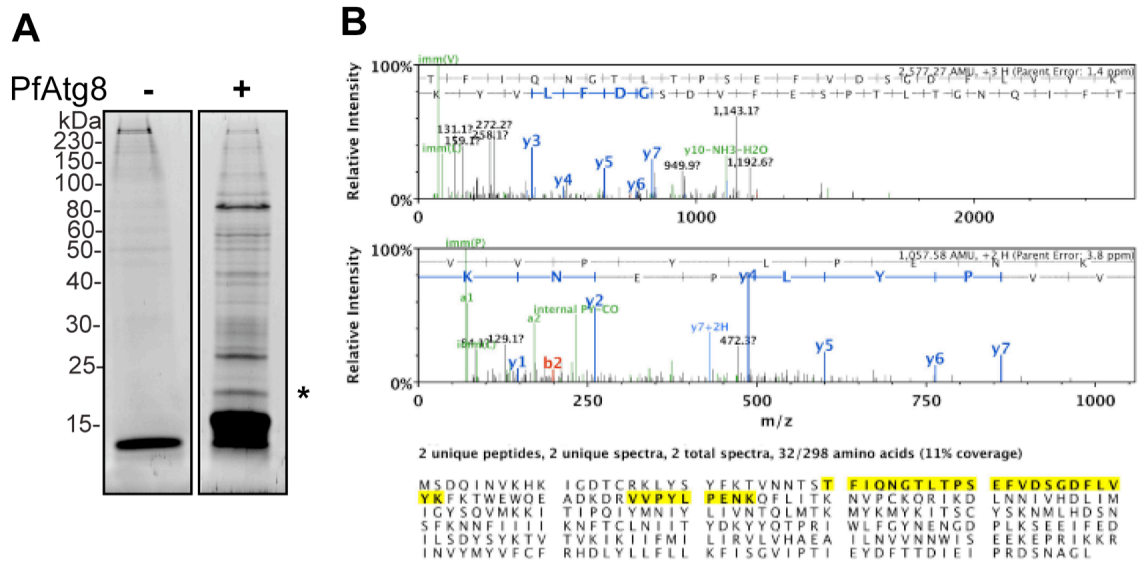 A
B
PfAtg8 - +
kDa
230-
150-
100-
80-
60-
50-
40-
30-
25-
15-
*
imm(V)
100%
2,577.27 AMU, +3 H (Parent Error: 1.4 ppm)
T F I Q N G T L T P S E F V D S G D F L V Y K
K Y V L F D G S D V F E S P T L T G N Q I F T
1,143.1?
131.1?
272.2?
159.1?
258.1?
y3
y4
y5
y6
y7
y10-NH3-H2O
949.9?
1,192.6?
Relative Intensity
0%
0 1000 2000
imm(P)
100%
1,057.58 AMU, +2 H (Parent Error: 3.8 ppm)
V V P Y L P E N K
K N E P L Y P V V
y4
a1
y2
internal PY-CO
a2
y7+2H
129.1?
472.3?
y1
b2
y5
y6
y7
Relative Intensity
0%
0 250 500 750 1000
m/z
2 unique peptides, 2 unique spectra, 2 total spectra, 32/298 amino acids (11% coverage)
MSDQINVKHK IGDTCRKLYS YFKTVNNTST FIQNGTLTPS EFVDSGDFLV
YKFKTWEWQE ADKDRVVPYL PENKQFLITK NVPCKQRIKD LNNIVHDLIM
IGYSQVMKKI TIPQIYMNIY LIVNTQLMTK MYKMYKITSC YSKNMLHDSN
SFKNNFIIII KNFTCLNIIT YDKYYQTPRI WLFGYNENGD PLKSEEIFED
ILSDYSYKTV TVKIKIIFMI LIRVLVHAEA ILNVVNNWIS EEKEPRIKKR
INVYMYVFCF RHDLYLLFLL KFISGVIPTI EYDFTTDIEI PRDSNAGL